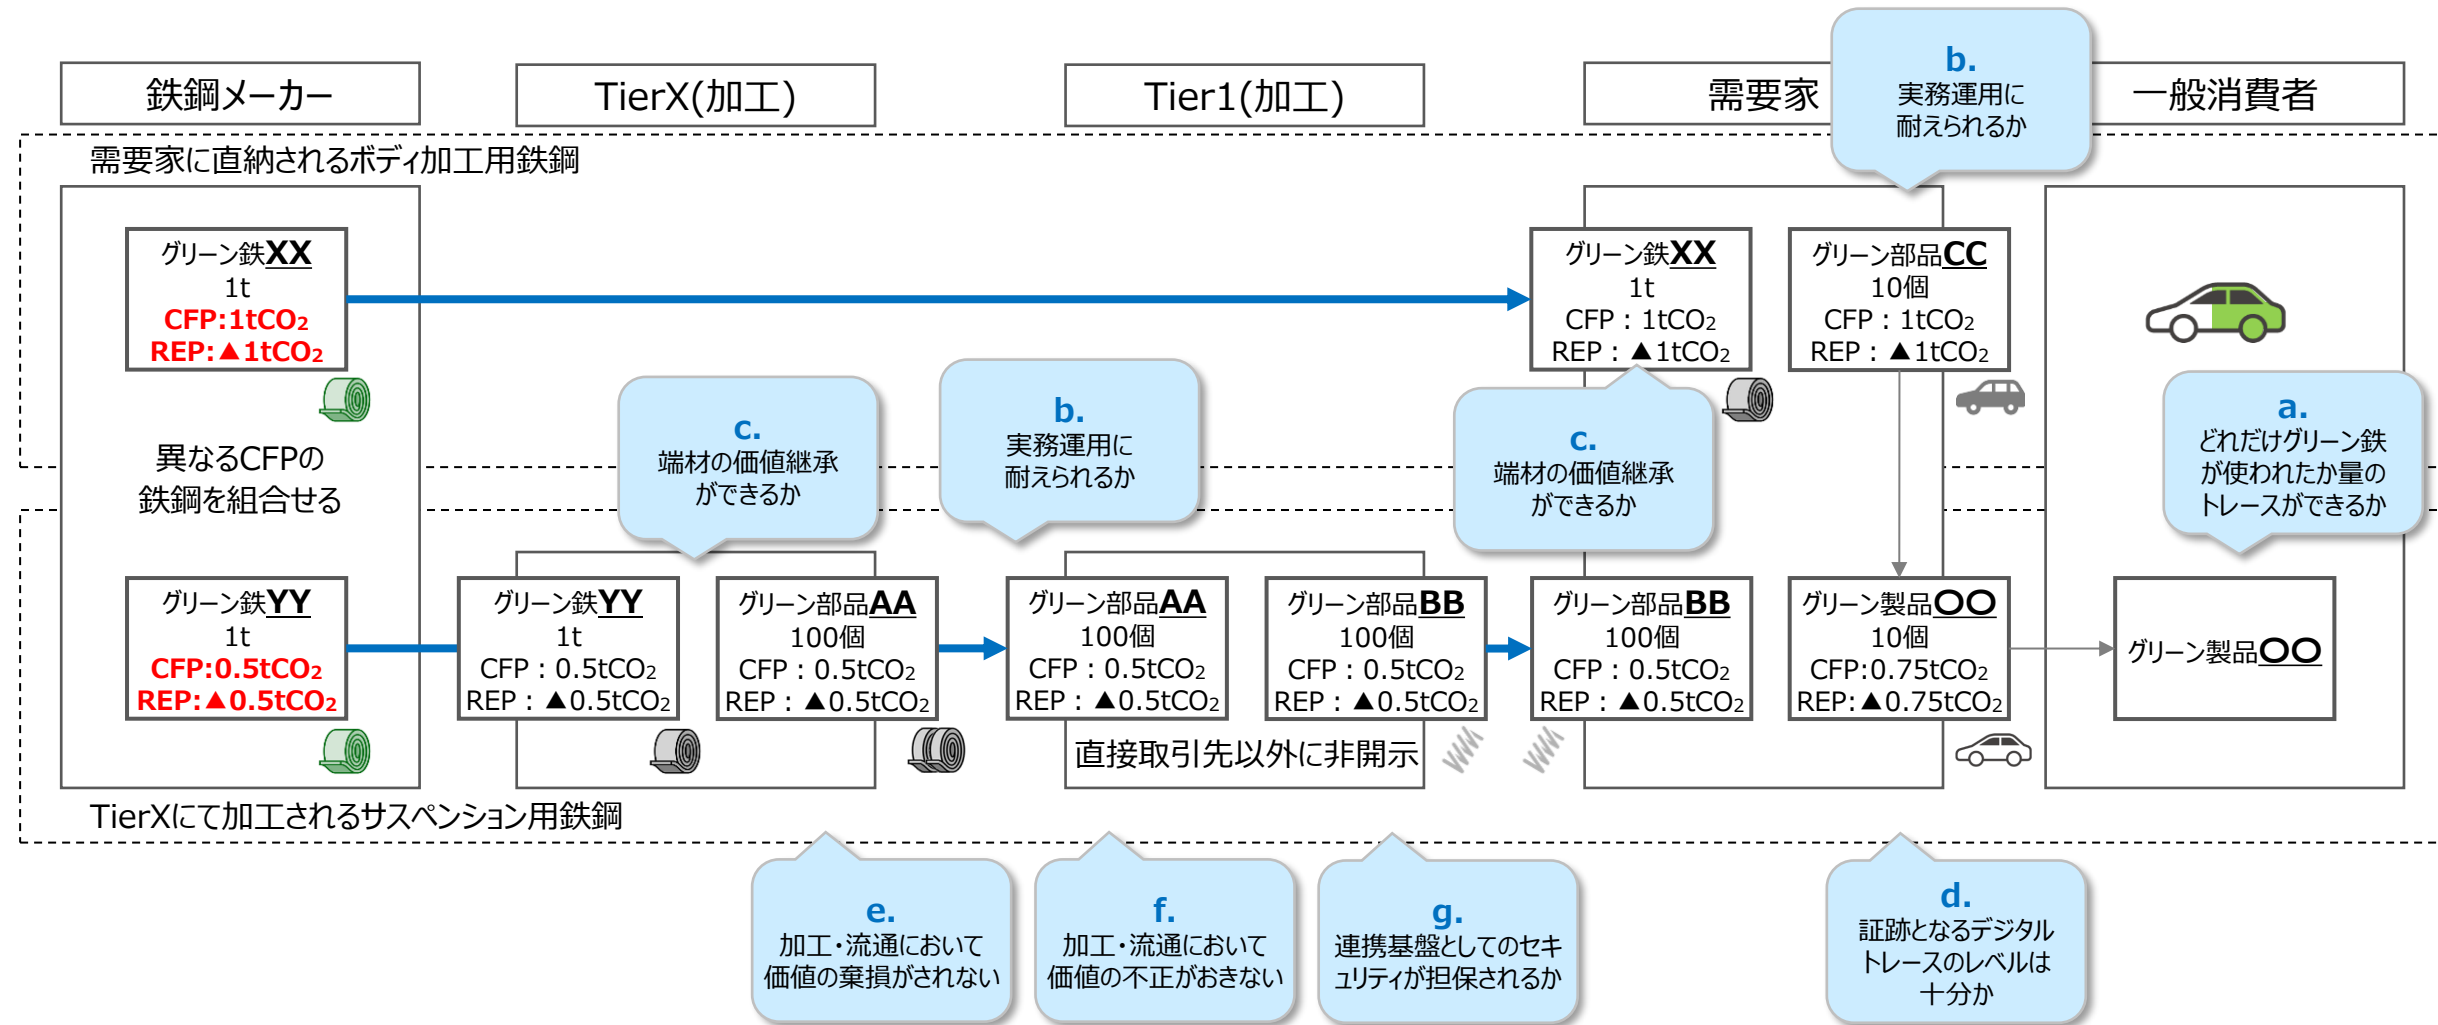 鉄鋼メーカー
TierX(加工)
Tier1(加工)
需要家
一般消費者
b.
実務運用に
耐えられるか
需要家に直納されるボディ加工用鉄鋼
グリーン鉄XX
1t
CFP:1tCO2
REP:▲1tCO2
グリーン鉄XX
1t
CFP：1tCO2
REP：▲1tCO2
グリーン部品CC
10個
CFP：1tCO2
REP：▲1tCO2
異なるCFPの
鉄鋼を組合せる
c.
端材の価値継承
ができるか
b.
実務運用に
耐えられるか
c.
端材の価値継承
ができるか
a.
どれだけグリーン鉄
が使われたか量の
トレースができるか
グリーン鉄YY
1t
CFP:0.5tCO2
REP:▲0.5tCO2
グリーン鉄YY
1t
CFP：0.5tCO2
REP：▲0.5tCO2
グリーン部品AA
100個
CFP：0.5tCO2
REP：▲0.5tCO2
グリーン部品AA
100個
CFP：0.5tCO2
REP：▲0.5tCO2
グリーン部品BB
100個
CFP：0.5tCO2
REP：▲0.5tCO2
グリーン部品BB
100個
CFP：0.5tCO2
REP：▲0.5tCO2
グリーン製品〇〇
10個
CFP:0.75tCO2
REP:▲0.75tCO2
グリーン製品〇〇
直接取引先以外に非開示
TierXにて加工されるサスペンション用鉄鋼
e.
加工・流通において
価値の棄損がされない
f.
加工・流通において
価値の不正がおきない
g.
連携基盤としてのセキ
ュリティが担保されるか
d.
証跡となるデジタル
トレースのレベルは
十分か